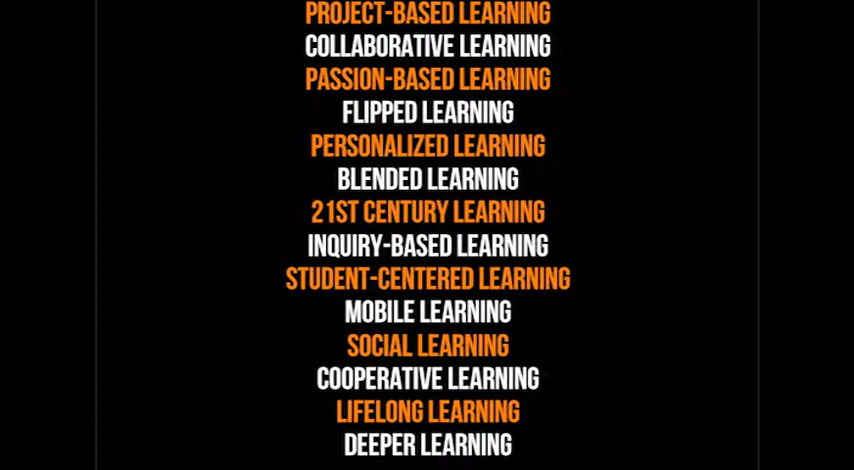 PROJECT-BASED LEARNING
COLLABORATIVE LEARNING
PASSION-BASED LEARNING
FLIPPED LEARNING
PERSONALIZED LEARNING
BLENDED LEARNING
21ST CENTURY LEARNING
INQUIRY-BASED LEARNING
STUDENT-CENTERED LEARNING
MOBILE LEARNING
SOCIAL LEARNING
COOPERATIVE LEARNING
LIFELONG LEARNING
DEEPER LEARNING